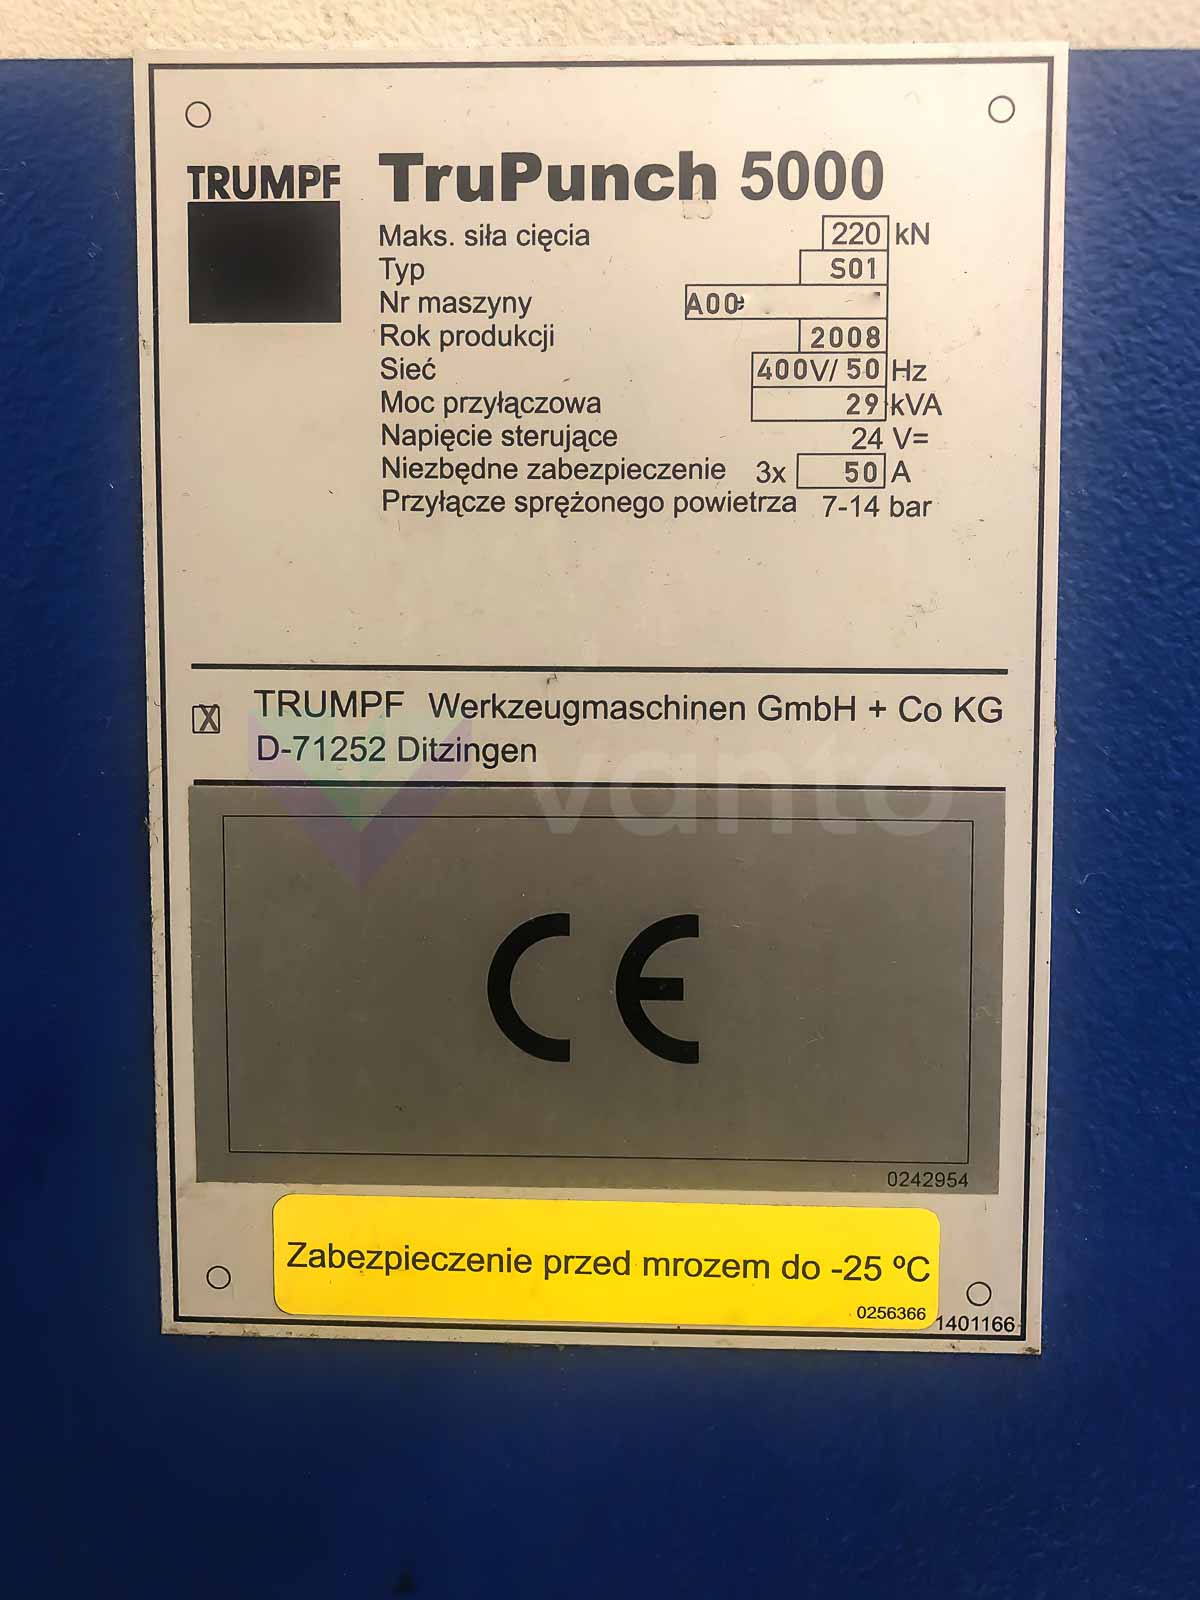 TRUMPF
TruPunch 5000
Maks. siła cięcia 220 kN
Typ S01
Nr maszyny A00
Rok produkcji 2008
Sieć 400V/ 50 Hz
Moc przyłączowa 29 kVA
Napięcie sterujące 24 V=
Niezbędne zabezpieczenie 3x 50 A
Przyłącze sprężonego powietrza 7-14 bar
X TRUMPF Werkzeugmaschinen GmbH + Co KG
D-71252 Ditzingen
vanto
CE
0242954
Zabezpieczenie przed mrozem do -25 ºC
0256366
1401166